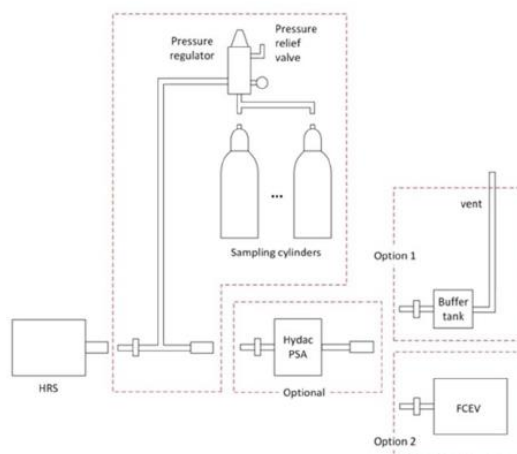 Pressure
regulator
Pressure
relief
valve
...
Sampling cylinders
vent
Option 1
Buffer
tank
HRS
Hydac
PSA
Optional
FCEV
Option 2